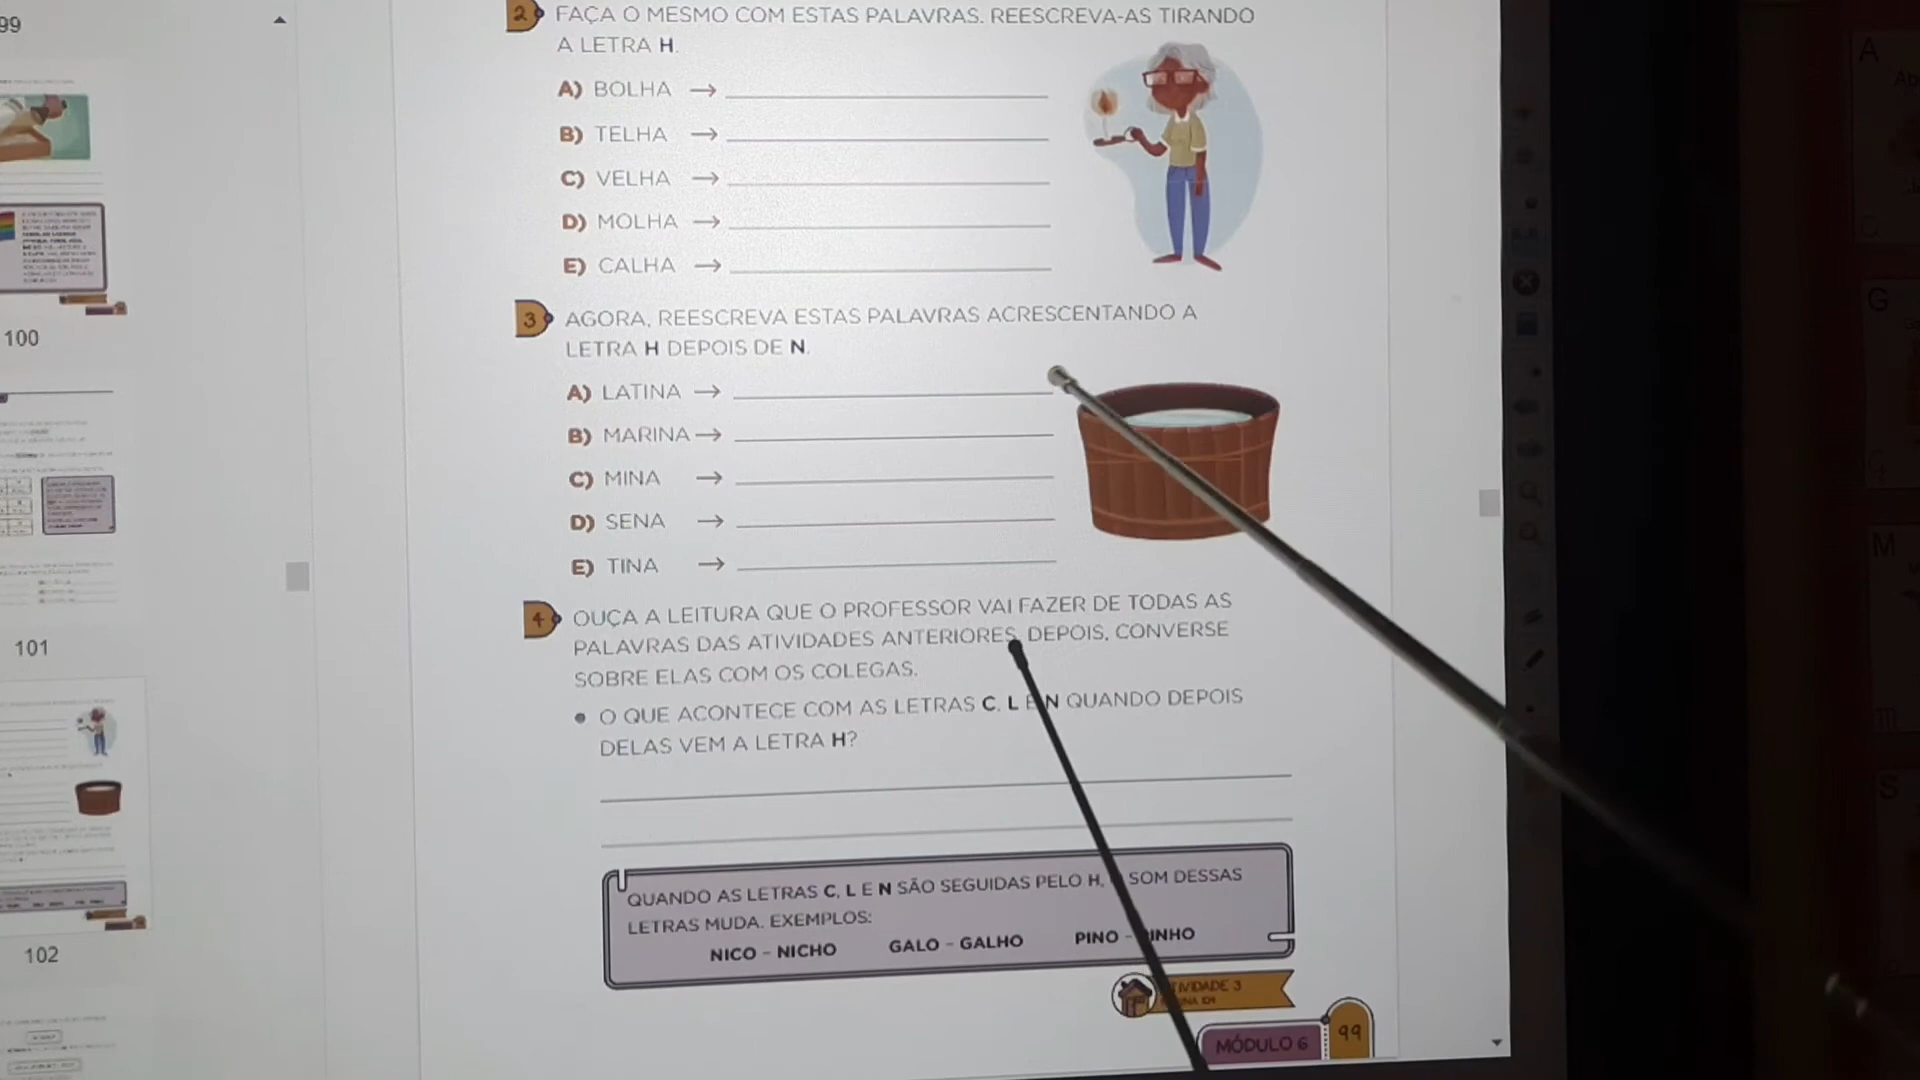 99
2 FAÇA O MESMO COM ESTAS PALAVRAS. REESCREVA-AS TIRANDO
A LETRA H.
A) BOLHA →
B) TELHA →
C) VELHA →
D) MOLHA →
E) CALHA →
100
3 AGORA, REESCREVA ESTAS PALAVRAS ACRESCENTANDO A
LETRA H DEPOIS DE N.
A) LATINA →
B) MARINA →
C) MINA →
D) SENA →
E) TINA →
101
4 OUÇA A LEITURA QUE O PROFESSOR VAI FAZER DE TODAS AS
PALAVRAS DAS ATIVIDADES ANTERIORES. DEPOIS, CONVERSE
SOBRE ELAS COM OS COLEGAS.
• O QUE ACONTECE COM AS LETRAS C, L E N QUANDO DEPOIS
DELAS VEM A LETRA H?
QUANDO AS LETRAS C, L E N SÃO SEGUIDAS PELO H, SOM DESSAS
LETRAS MUDA. EXEMPLOS:
NICO – NICHO GALO – GALHO PINO – INHO
102
TIVIDADE 3
MÓDULO 6 99
A
G
M
S